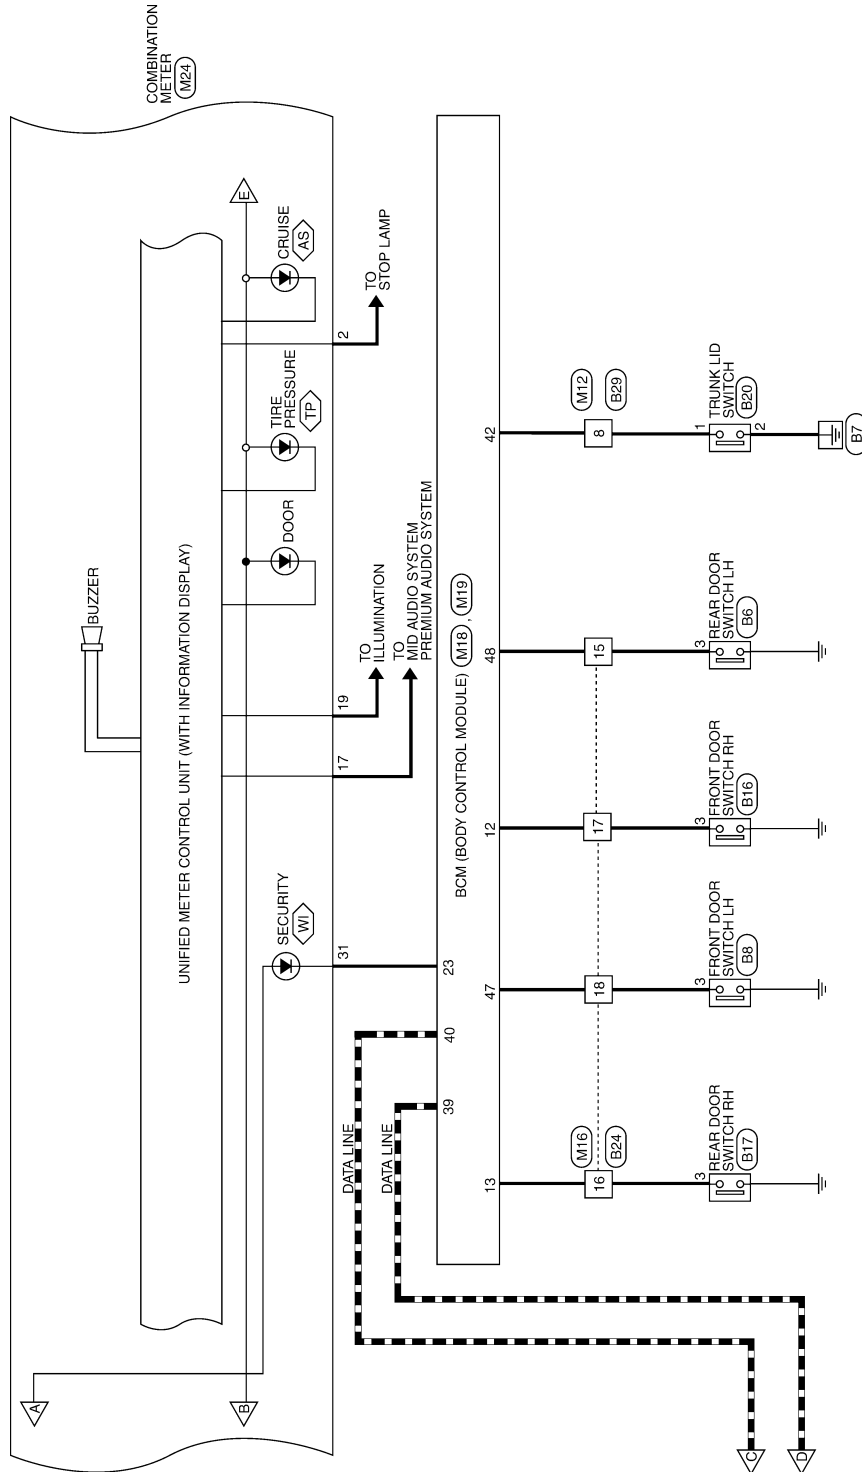 COMBINATION
METER
M24
BUZZER
UNIFIED METER CONTROL UNIT (WITH INFORMATION DISPLAY)
A
B
E
SECURITY
WI
DOOR
TIRE
PRESSURE
TP
CRUISE
AS
31
17
19
2
TO
ILLUMINATION
TO
MID AUDIO SYSTEM
PREMIUM AUDIO SYSTEM
TO
STOP LAMP
DATA LINE
DATA LINE
39
40
23
BCM (BODY CONTROL MODULE)
M18
,
M19
13
47
12
48
42
M16
B24
16
18
17
15
M12
B29
8
3
REAR DOOR
SWITCH RH
B17
3
FRONT DOOR
SWITCH LH
B8
3
FRONT DOOR
SWITCH RH
B16
3
REAR DOOR
SWITCH LH
B6
1
TRUNK LID
SWITCH
B20
2
B7
C
D